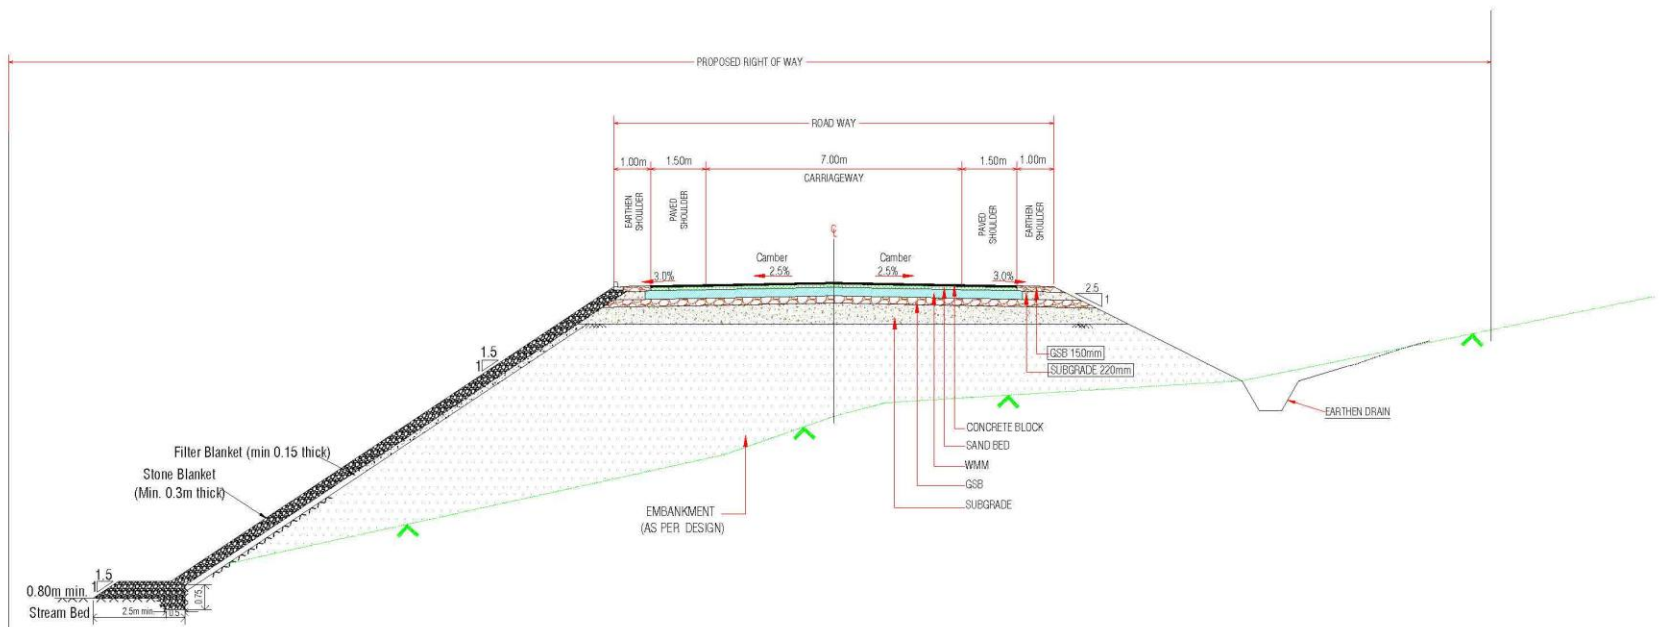 PROPOSED RIGHT OF WAY
ROAD WAY
1.00m 1.50m 7.00m 1.50m 1.00m
CARRIAGEWAY
EARTHEN
SHOULDER
PAVED
SHOULDER
PAVED
SHOULDER
EARTHEN
SHOULDER
℄
Camber
2.5%
Camber
2.5%
3.0%
3.0%
2.5
1
1.5
1
GSB 150mm
SUBGRADE 220mm
EARTHEN DRAIN
CONCRETE BLOCK
SAND BED
WMM
GSB
SUBGRADE
Filter Blanket (min 0.15 thick)
Stone Blanket
(Min. 0.3m thick)
EMBANKMENT
(AS PER DESIGN)
1.5
1
0.80m min.
Stream Bed
2.5m min.
0.5
0.75